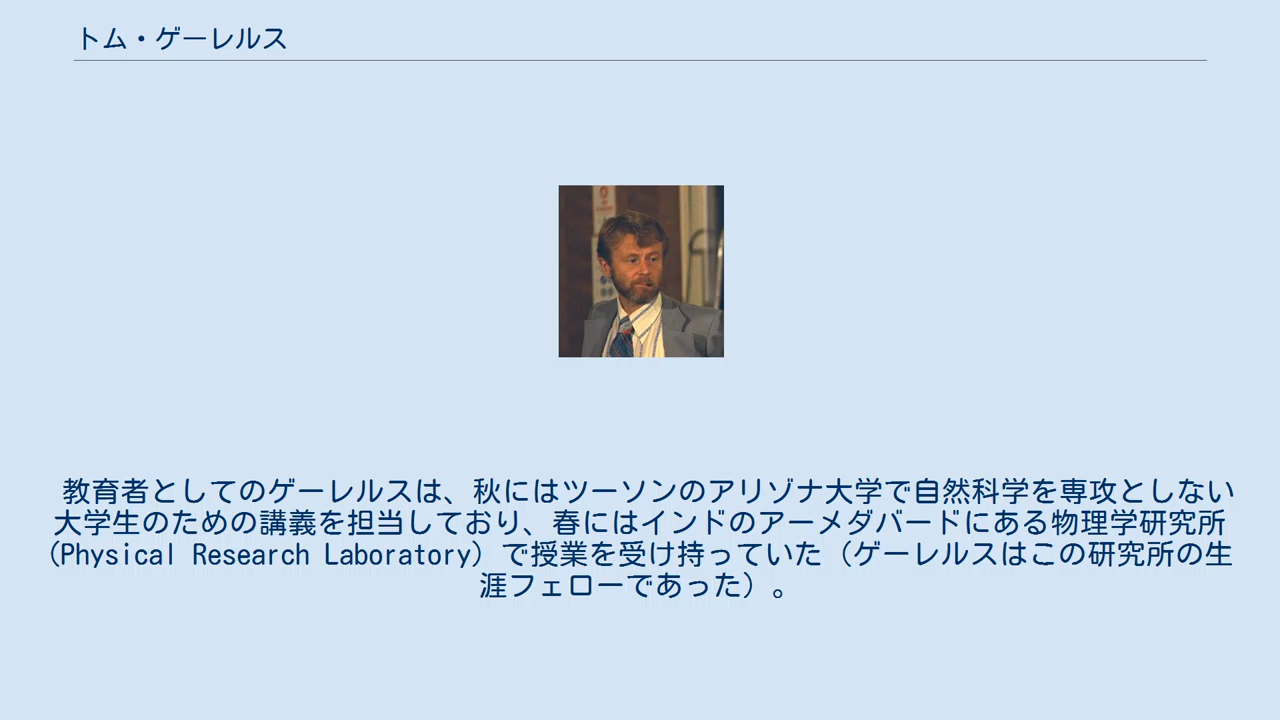 トム・ゲーレルス
教育者としてのゲーレルスは、秋にはツーソンのアリゾナ大学で自然科学を専攻としない
大学生のための講義を担当しており、春にはインドのアーメダバードにある物理学研究所
(Physical Research Laboratory）で授業を受け持っていた（ゲーレルスはこの研究所の生
涯フェローであった）。